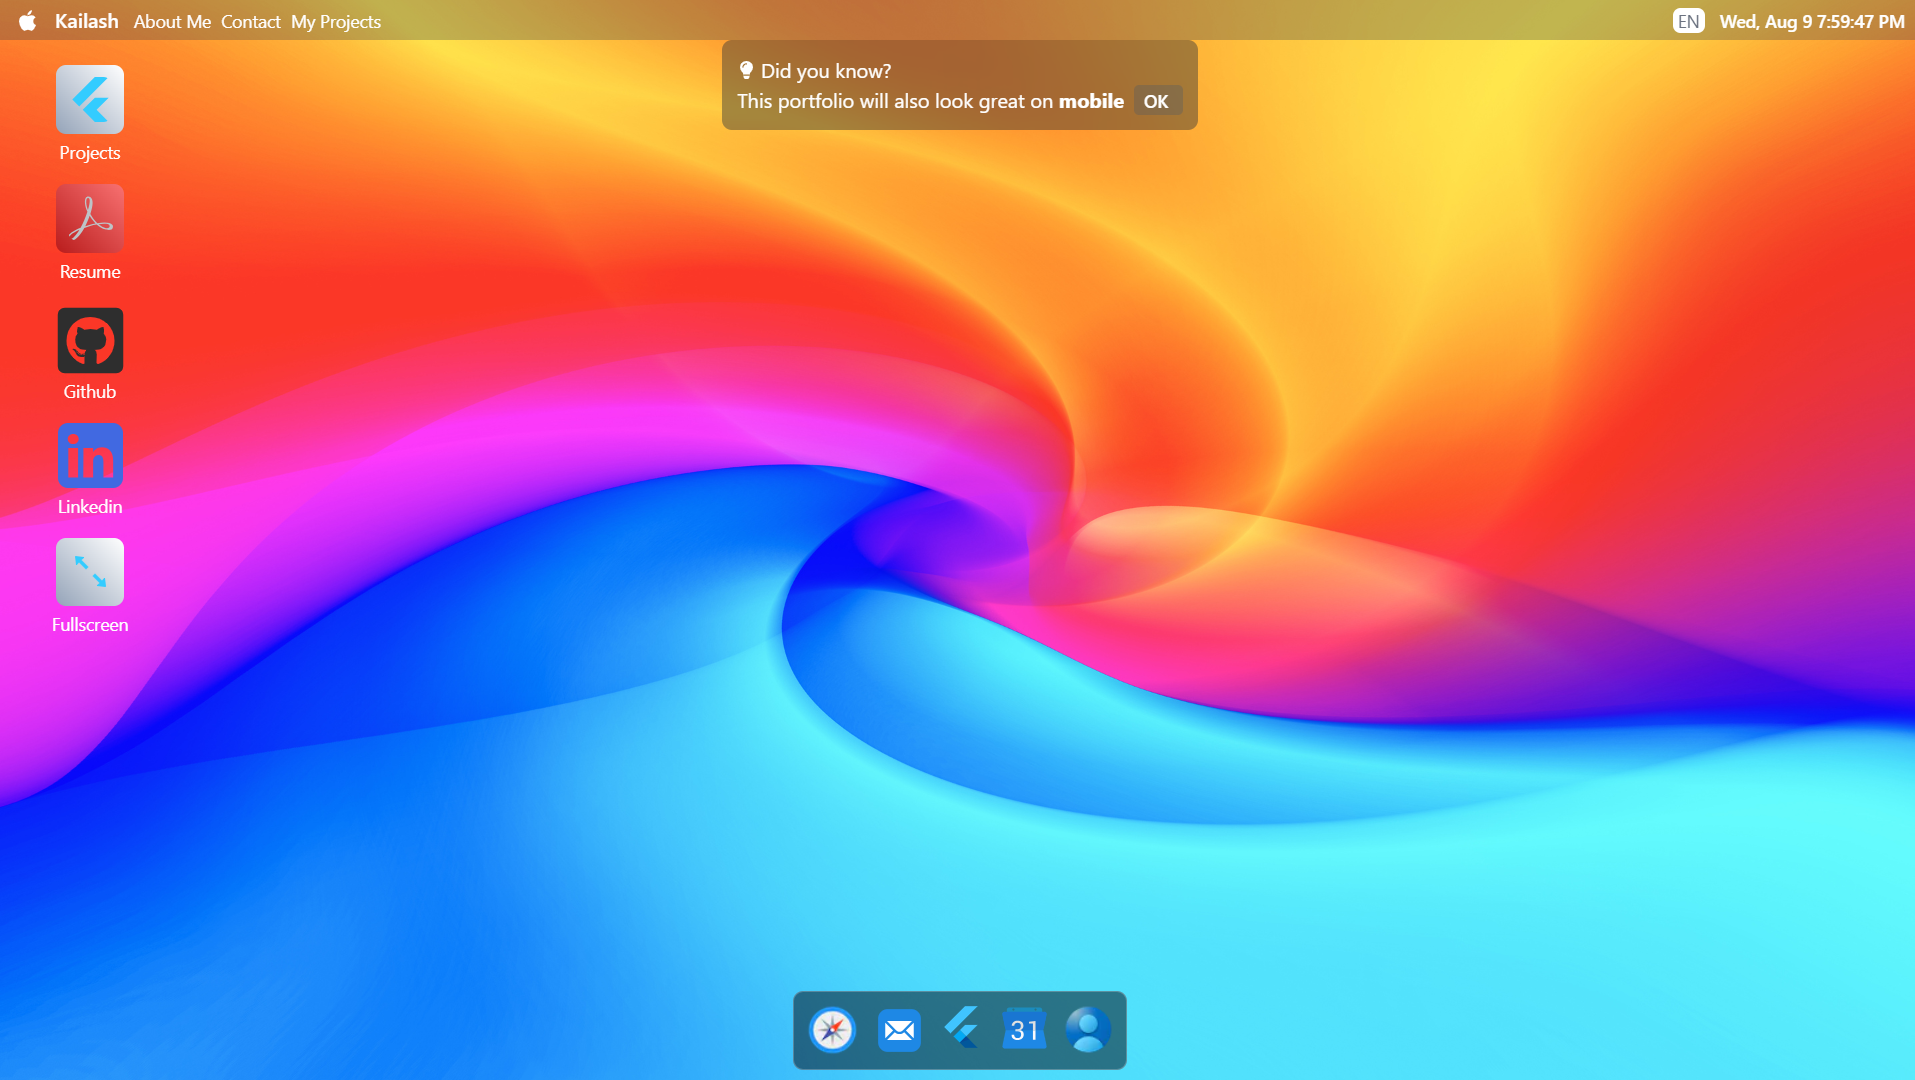 Kailash About Me Contact My Projects EN Wed, Aug 9 7:59:47 PM
Did you know?
This portfolio will also look great on mobile OK
Projects
Resume
Github
in
Linkedin
Fullscreen
31